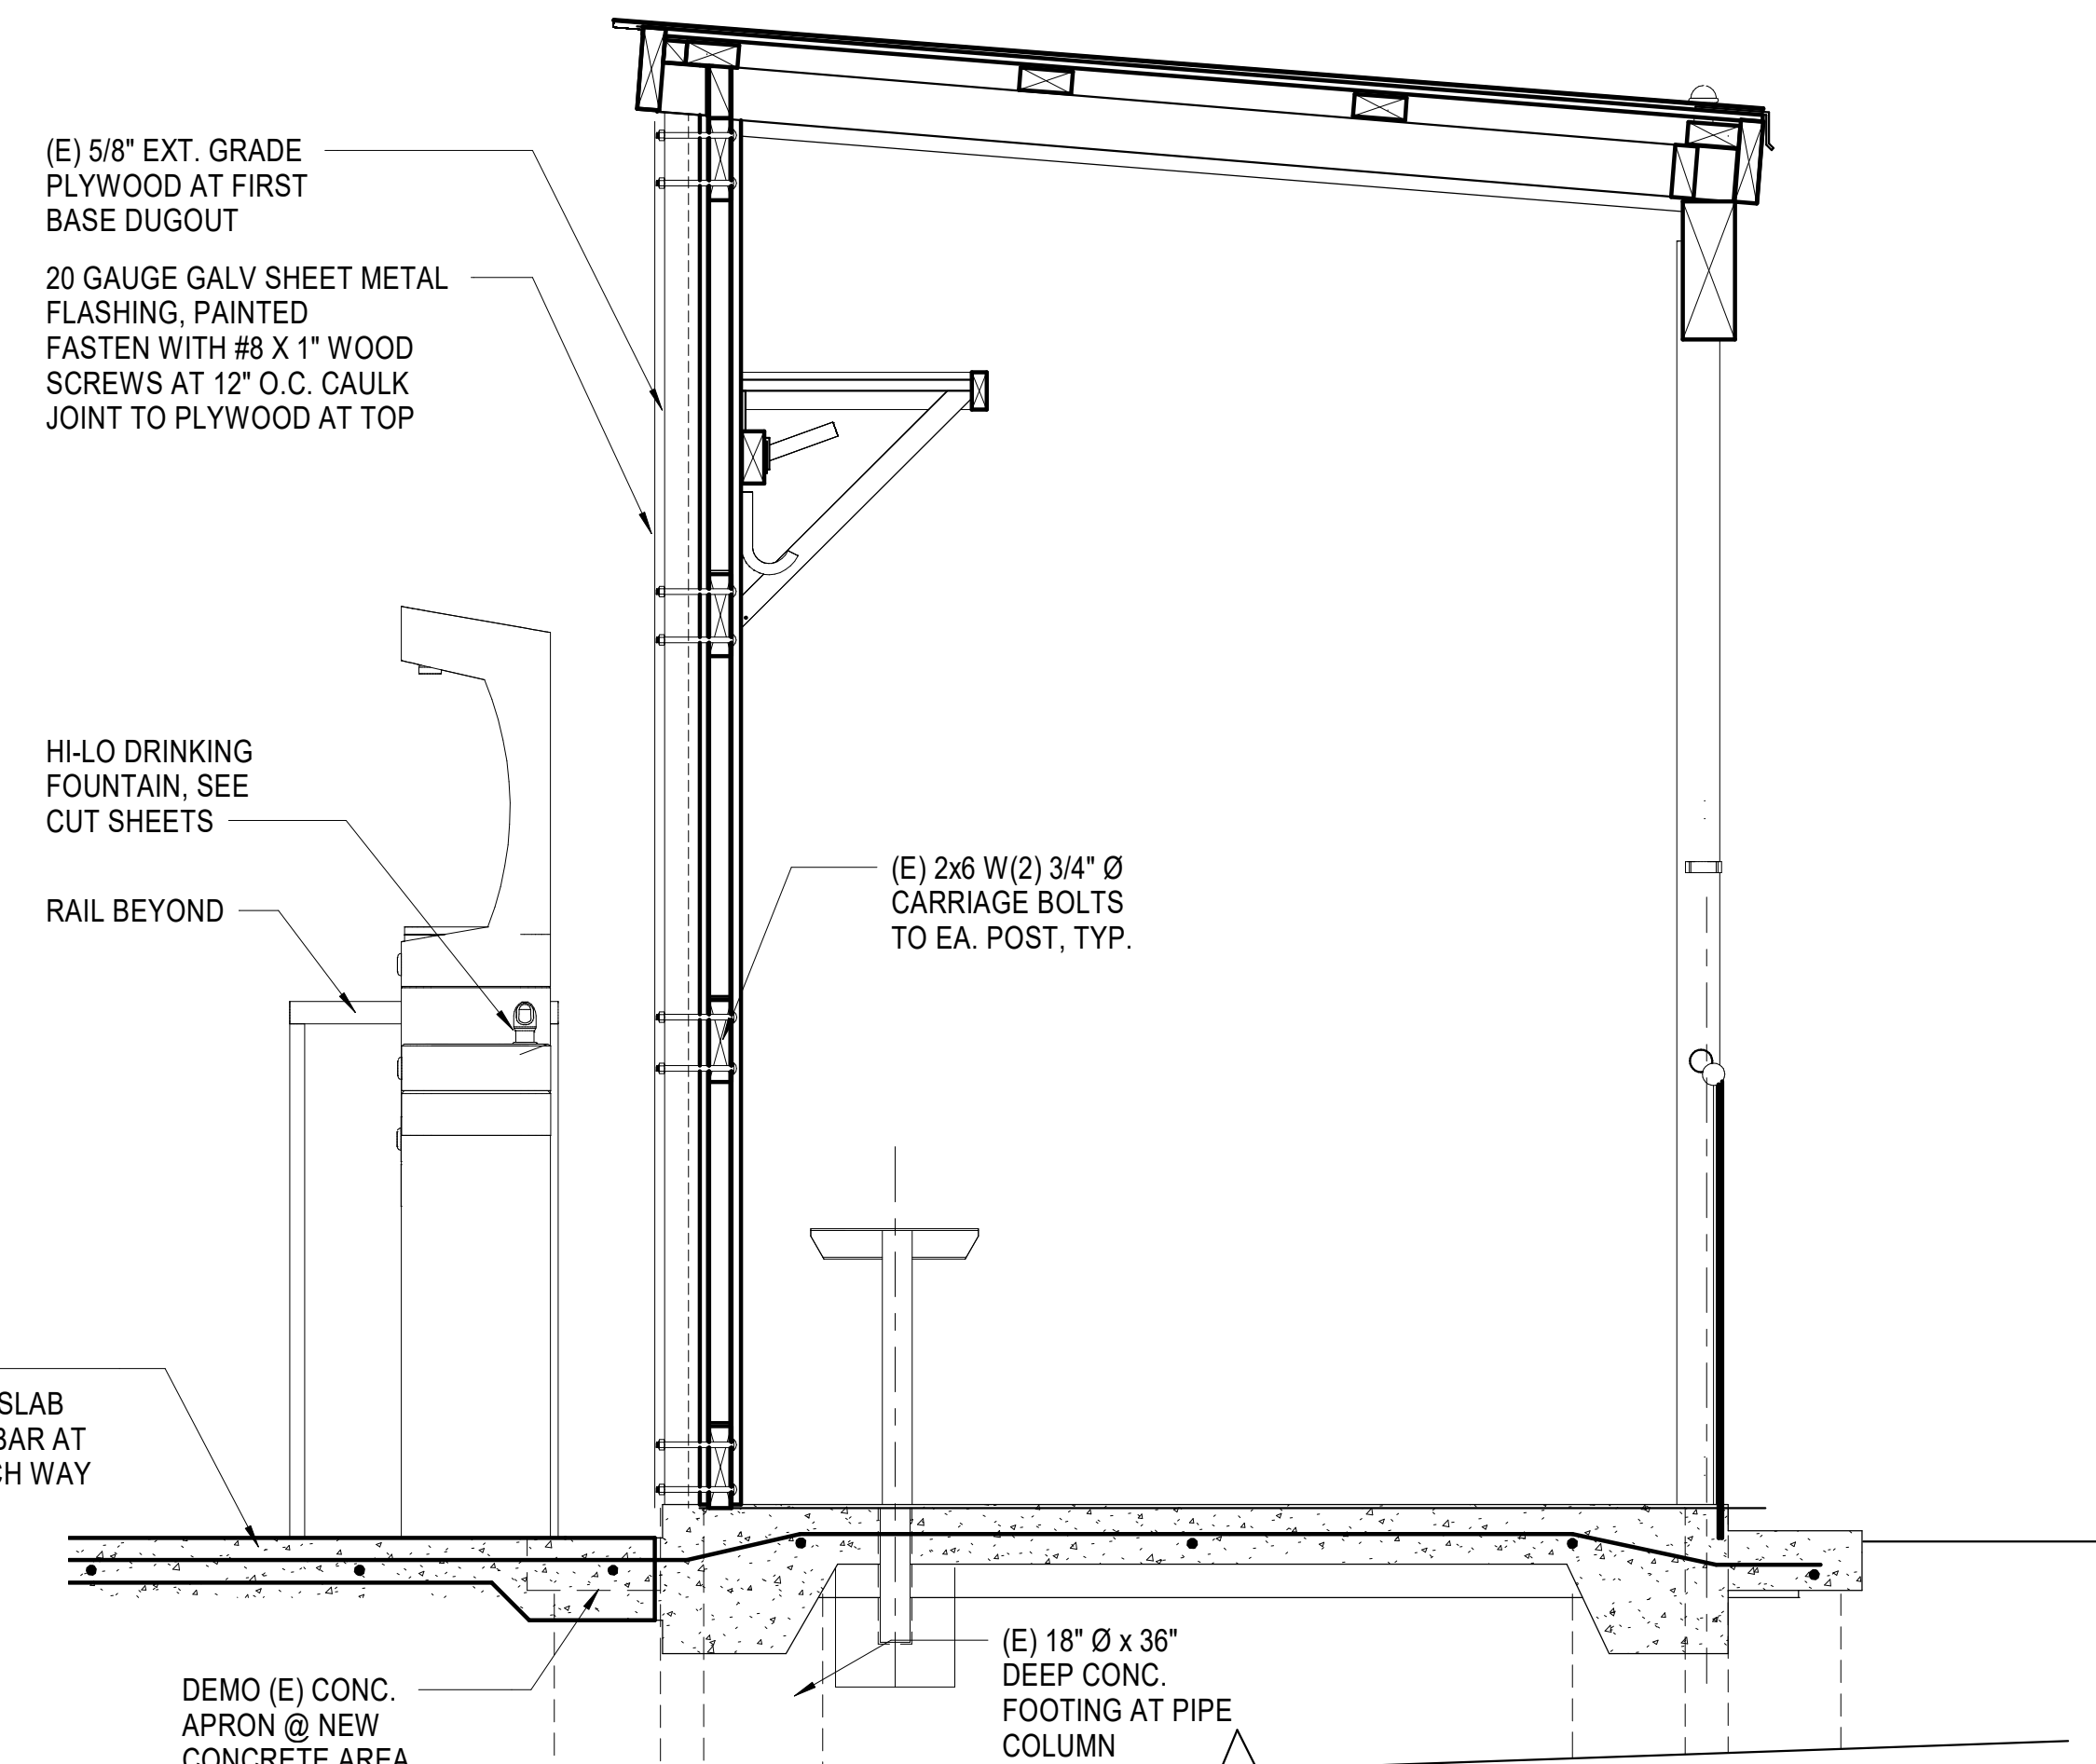 (E) 5/8" EXT. GRADE
PLYWOOD AT FIRST
BASE DUGOUT
20 GAUGE GALV SHEET METAL
FLASHING, PAINTED
FASTEN WITH #8 X 1" WOOD
SCREWS AT 12" O.C. CAULK
JOINT TO PLYWOOD AT TOP
HI-LO DRINKING
FOUNTAIN, SEE
CUT SHEETS
RAIL BEYOND
(E) 2x6 W(2) 3/4" Ø
CARRIAGE BOLTS
TO EA. POST, TYP.
SLAB
BAR AT
CH WAY
DEMO (E) CONC.
APRON @ NEW
CONCRETE AREA
(E) 18" Ø x 36"
DEEP CONC.
FOOTING AT PIPE
COLUMN